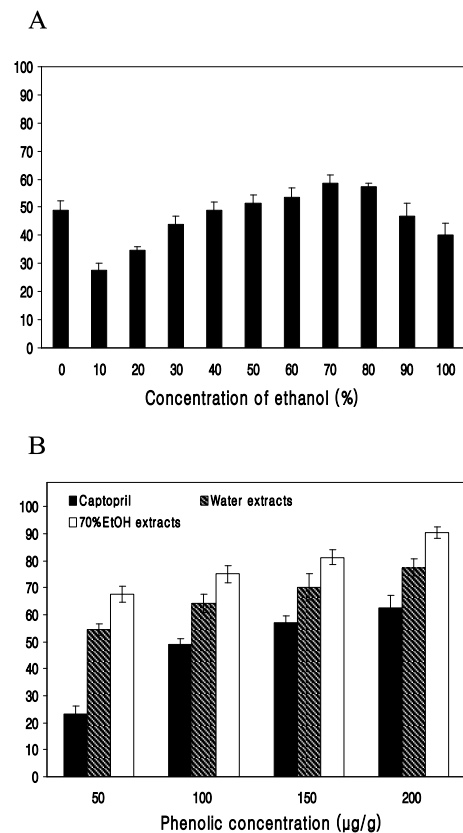 A
100
90
80
70
60
50
40
30
20
10
0
0 10 20 30 40 50 60 70 80 90 100
Concentration of ethanol (%)
B
Captopril Water extracts
70%EtOH extracts
100
90
80
70
60
50
40
30
20
10
0
50 100 150 200
Phenolic concentration (μg/g)